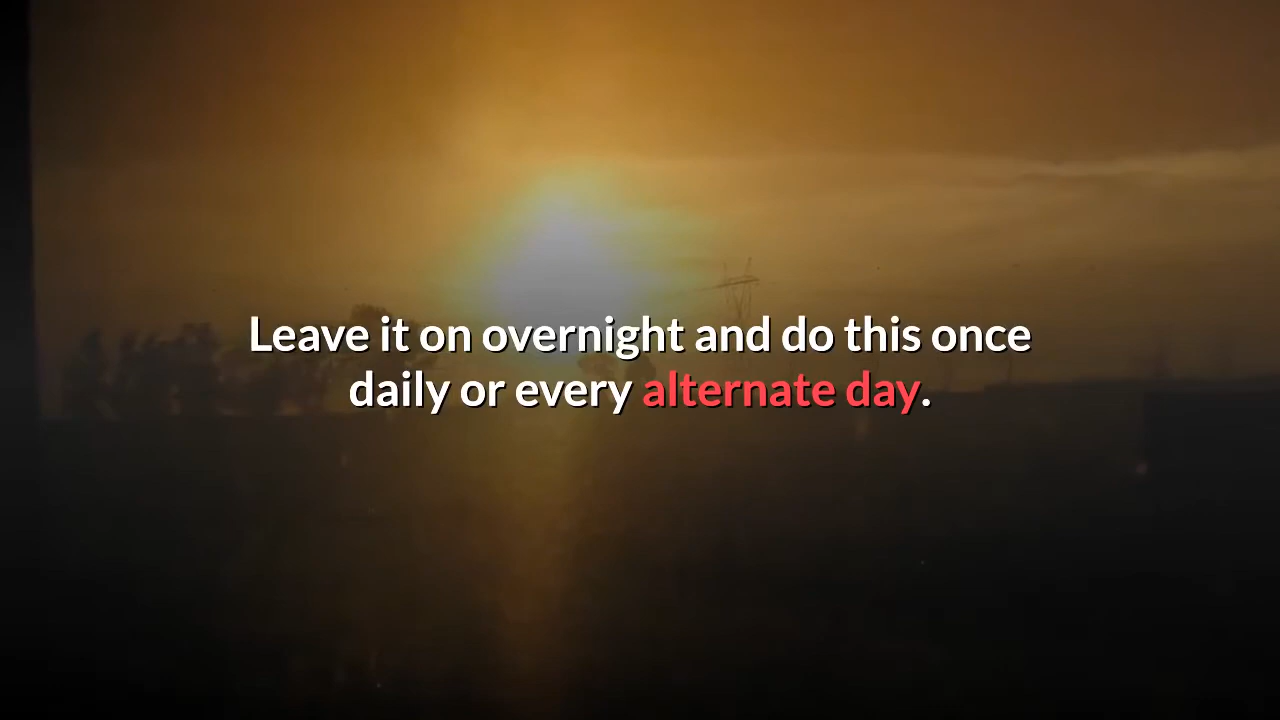 Leave it on overnight and do this once
daily or every alternate day.